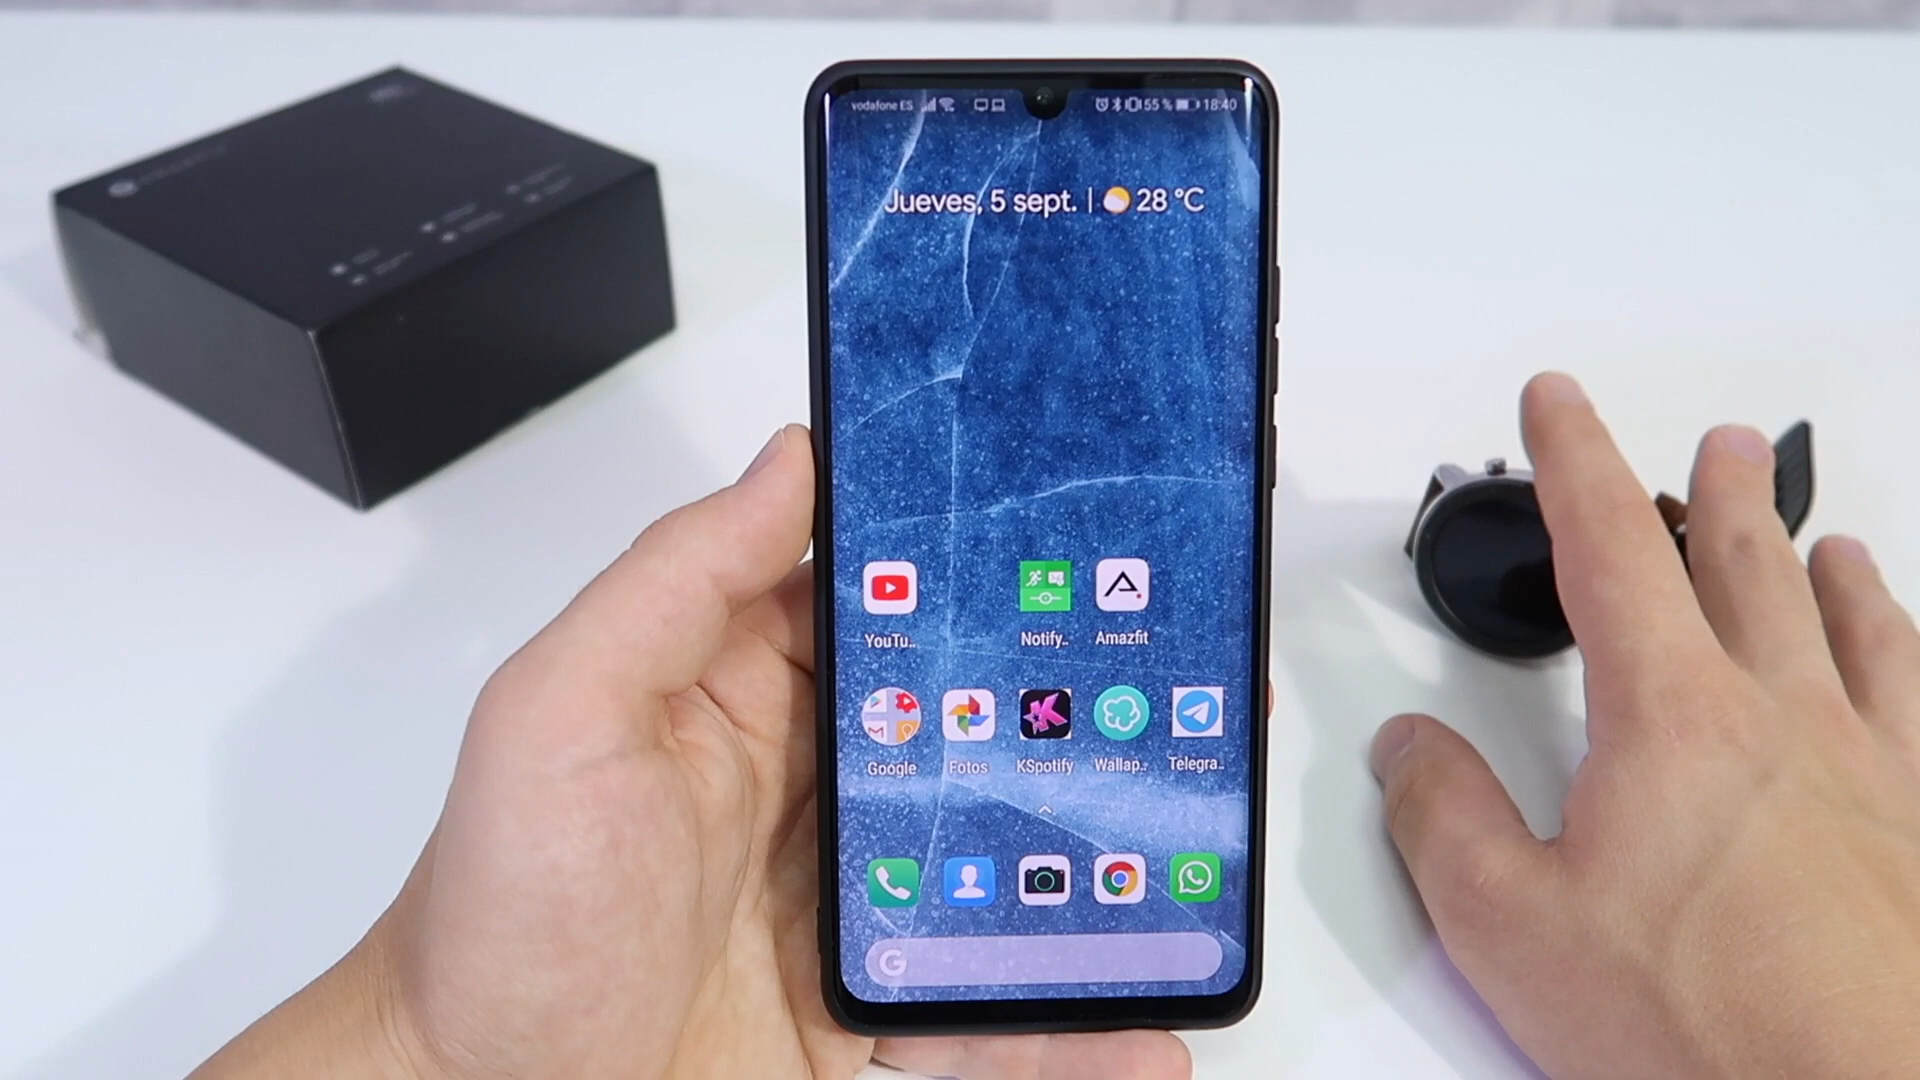 vodafone ES 55 % 18:40
Jueves, 5 sept. | 28 °C
YouTu.. Notify.. Amazfit
Google Fotos KSpotify Wallap.. Telegra..
G